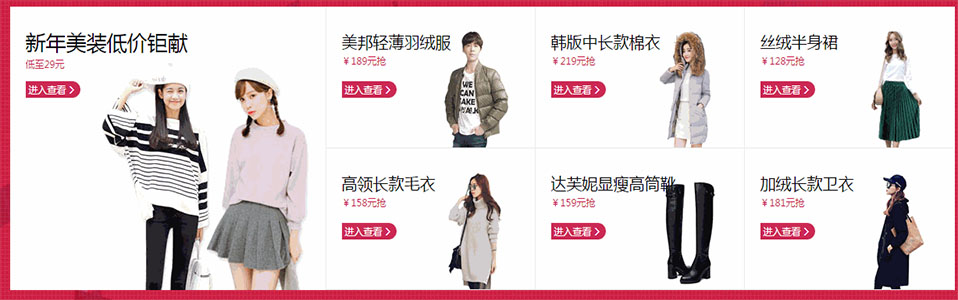 新年美装低价钜献
低至29元
进入查看
美邦轻薄羽绒服
￥189元抢
进入查看
WE
CAN
MAKE
韩版中长款棉衣
￥219元抢
进入查看
丝绒半身裙
￥128元抢
进入查看
高领长款毛衣
￥158元抢
进入查看
达芙妮显瘦高筒靴
￥159元抢
进入查看
加绒长款卫衣
￥181元抢
进入查看